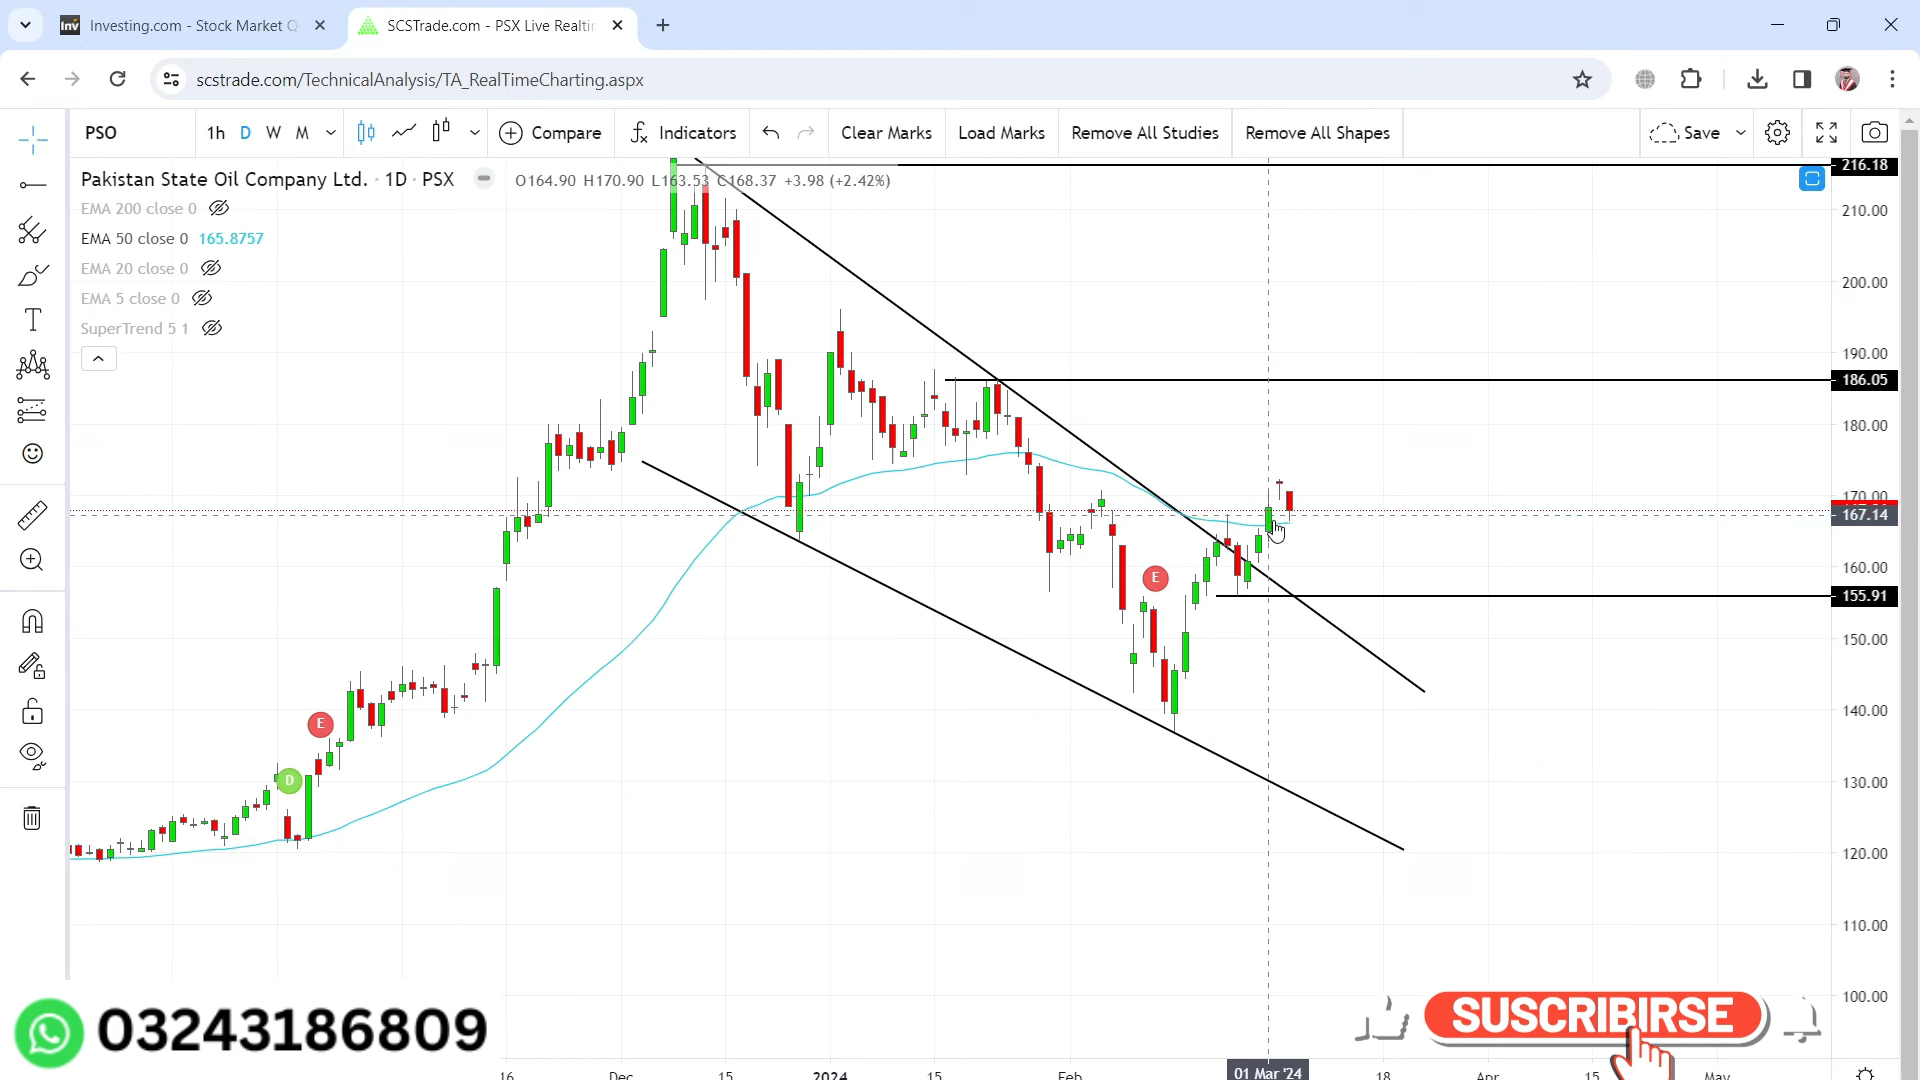 Investing.com - Stock Market Q
SCSTrade.com - PSX Live Realtin
scstrade.com/TechnicalAnalysis/TA_RealTimeCharting.aspx
PSO 1h D W M Compare Indicators Clear Marks Load Marks Remove All Studies Remove All Shapes Save
Pakistan State Oil Company Ltd. · 1D · PSX O164.90 H170.90 L163.53 C168.37 +3.98 (+2.42%)
EMA 200 close 0
EMA 50 close 0 165.8757
EMA 20 close 0
EMA 5 close 0
SuperTrend 5 1
216.18
210.00
200.00
190.00
186.05
180.00
170.00
167.14
160.00
155.91
150.00
140.00
130.00
120.00
110.00
100.00
E
E
D
03243186809
SUSCRIBIRSE
16 Dec 15 2024 15 Feb 01 Mar '24 18 Apr 15 May